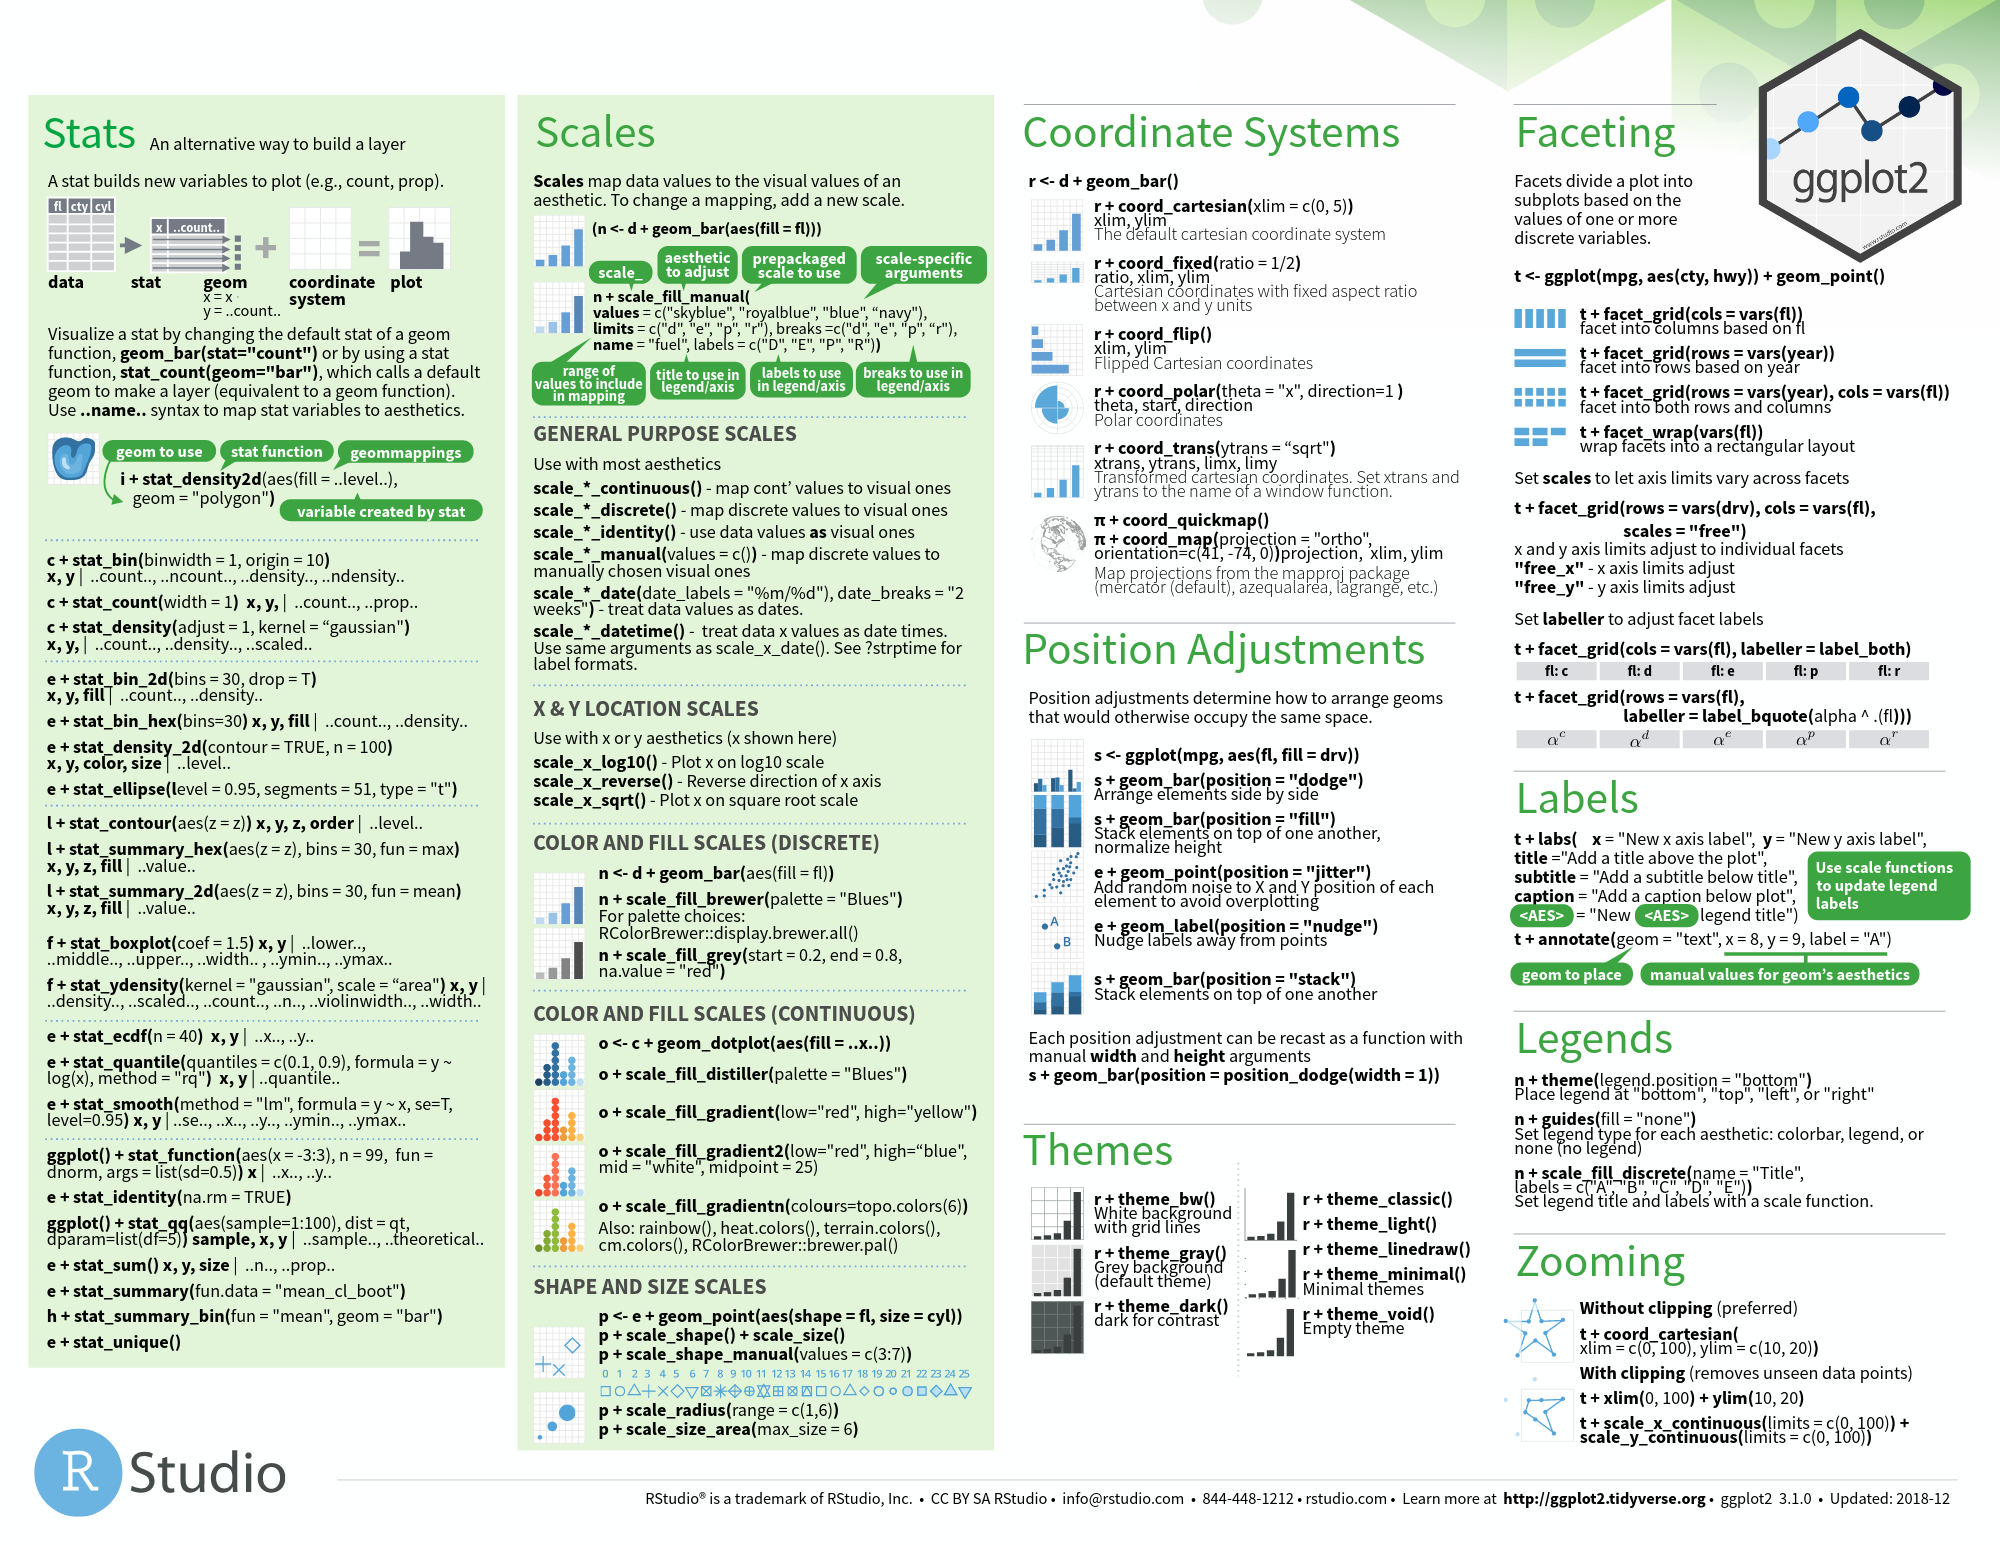 Stats An alternative way to build a layer
A stat builds new variables to plot (e.g., count, prop).
fl cty cyl
x ..count..
data stat geom coordinate plot
x = x · system
y = ..count..
Visualize a stat by changing the default stat of a geom
function, geom_bar(stat="count") or by using a stat
function, stat_count(geom="bar"), which calls a default
geom to make a layer (equivalent to a geom function).
Use ..name.. syntax to map stat variables to aesthetics.
geom to use stat function geommappings
i + stat_density2d(aes(fill = ..level..),
geom = "polygon")
variable created by stat
c + stat_bin(binwidth = 1, origin = 10)
x, y | ..count.., ..ncount.., ..density.., ..ndensity..
c + stat_count(width = 1) x, y, | ..count.., ..prop..
c + stat_density(adjust = 1, kernel = “gaussian")
x, y, | ..count.., ..density.., ..scaled..
e + stat_bin_2d(bins = 30, drop = T)
x, y, fill | ..count.., ..density..
e + stat_bin_hex(bins=30) x, y, fill | ..count.., ..density..
e + stat_density_2d(contour = TRUE, n = 100)
x, y, color, size | ..level..
e + stat_ellipse(level = 0.95, segments = 51, type = "t")
l + stat_contour(aes(z = z)) x, y, z, order | ..level..
l + stat_summary_hex(aes(z = z), bins = 30, fun = max)
x, y, z, fill | ..value..
l + stat_summary_2d(aes(z = z), bins = 30, fun = mean)
x, y, z, fill | ..value..
f + stat_boxplot(coef = 1.5) x, y | ..lower..,
..middle.., ..upper.., ..width.. , ..ymin.., ..ymax..
f + stat_ydensity(kernel = "gaussian", scale = “area") x, y |
..density.., ..scaled.., ..count.., ..n.., ..violinwidth.., ..width..
e + stat_ecdf(n = 40) x, y | ..x.., ..y..
e + stat_quantile(quantiles = c(0.1, 0.9), formula = y ~
log(x), method = "rq") x, y | ..quantile..
e + stat_smooth(method = "lm", formula = y ~ x, se=T,
level=0.95) x, y | ..se.., ..x.., ..y.., ..ymin.., ..ymax..
ggplot() + stat_function(aes(x = -3:3), n = 99, fun =
dnorm, args = list(sd=0.5)) x | ..x.., ..y..
e + stat_identity(na.rm = TRUE)
ggplot() + stat_qq(aes(sample=1:100), dist = qt,
dparam=list(df=5)) sample, x, y | ..sample.., ..theoretical..
e + stat_sum() x, y, size | ..n.., ..prop..
e + stat_summary(fun.data = "mean_cl_boot")
h + stat_summary_bin(fun = "mean", geom = "bar")
e + stat_unique()
Scales
Scales map data values to the visual values of an
aesthetic. To change a mapping, add a new scale.
(n <- d + geom_bar(aes(fill = fl)))
scale_ aesthetic to adjust prepackaged scale to use scale-specific arguments
n + scale_fill_manual(
values = c("skyblue", "royalblue", "blue", “navy"),
limits = c("d", "e", "p", "r"), breaks =c("d", "e", "p", “r"),
name = "fuel", labels = c("D", "E", "P", "R"))
range of values to include in mapping
title to use in legend/axis
labels to use in legend/axis
breaks to use in legend/axis
GENERAL PURPOSE SCALES
Use with most aesthetics
scale_*_continuous() - map cont’ values to visual ones
scale_*_discrete() - map discrete values to visual ones
scale_*_identity() - use data values as visual ones
scale_*_manual(values = c()) - map discrete values to
manually chosen visual ones
scale_*_date(date_labels = "%m/%d"), date_breaks = "2
weeks") - treat data values as dates.
scale_*_datetime() - treat data x values as date times.
Use same arguments as scale_x_date(). See ?strptime for
label formats.
X & Y LOCATION SCALES
Use with x or y aesthetics (x shown here)
scale_x_log10() - Plot x on log10 scale
scale_x_reverse() - Reverse direction of x axis
scale_x_sqrt() - Plot x on square root scale
COLOR AND FILL SCALES (DISCRETE)
n <- d + geom_bar(aes(fill = fl))
n + scale_fill_brewer(palette = "Blues")
For palette choices:
RColorBrewer::display.brewer.all()
n + scale_fill_grey(start = 0.2, end = 0.8,
na.value = "red")
COLOR AND FILL SCALES (CONTINUOUS)
o <- c + geom_dotplot(aes(fill = ..x..))
o + scale_fill_distiller(palette = "Blues")
o + scale_fill_gradient(low="red", high="yellow")
o + scale_fill_gradient2(low="red", high=“blue",
mid = "white", midpoint = 25)
o + scale_fill_gradientn(colours=topo.colors(6))
Also: rainbow(), heat.colors(), terrain.colors(),
cm.colors(), RColorBrewer::brewer.pal()
SHAPE AND SIZE SCALES
p <- e + geom_point(aes(shape = fl, size = cyl))
p + scale_shape() + scale_size()
p + scale_shape_manual(values = c(3:7))
0 1 2 3 4 5 6 7 8 9 10 11 12 13 14 15 16 17 18 19 20 21 22 23 24 25
p + scale_radius(range = c(1,6))
p + scale_size_area(max_size = 6)
Coordinate Systems
r <- d + geom_bar()
r + coord_cartesian(xlim = c(0, 5))
xlim, ylim
The default cartesian coordinate system
r + coord_fixed(ratio = 1/2)
ratio, xlim, ylim
Cartesian coordinates with fixed aspect ratio
between x and y units
r + coord_flip()
xlim, ylim
Flipped Cartesian coordinates
r + coord_polar(theta = "x", direction=1 )
theta, start, direction
Polar coordinates
r + coord_trans(ytrans = “sqrt")
xtrans, ytrans, limx, limy
Transformed cartesian coordinates. Set xtrans and
ytrans to the name of a window function.
π + coord_quickmap()
π + coord_map(projection = "ortho",
orientation=c(41, -74, 0))projection, xlim, ylim
Map projections from the mapproj package
(mercator (default), azequalarea, lagrange, etc.)
Position Adjustments
Position adjustments determine how to arrange geoms
that would otherwise occupy the same space.
s <- ggplot(mpg, aes(fl, fill = drv))
s + geom_bar(position = "dodge")
Arrange elements side by side
s + geom_bar(position = "fill")
Stack elements on top of one another,
normalize height
e + geom_point(position = "jitter")
Add random noise to X and Y position of each
element to avoid overplotting
A
B
e + geom_label(position = "nudge")
Nudge labels away from points
s + geom_bar(position = "stack")
Stack elements on top of one another
Each position adjustment can be recast as a function with
manual width and height arguments
s + geom_bar(position = position_dodge(width = 1))
Themes
r + theme_bw()
White background
with grid lines
r + theme_gray()
Grey background
(default theme)
r + theme_dark()
dark for contrast
r + theme_classic()
r + theme_light()
r + theme_linedraw()
r + theme_minimal()
Minimal themes
r + theme_void()
Empty theme
Faceting
ggplot2
www.rstudio.com
Facets divide a plot into
subplots based on the
values of one or more
discrete variables.
t <- ggplot(mpg, aes(cty, hwy)) + geom_point()
t + facet_grid(cols = vars(fl))
facet into columns based on fl
t + facet_grid(rows = vars(year))
facet into rows based on year
t + facet_grid(rows = vars(year), cols = vars(fl))
facet into both rows and columns
t + facet_wrap(vars(fl))
wrap facets into a rectangular layout
Set scales to let axis limits vary across facets
t + facet_grid(rows = vars(drv), cols = vars(fl),
scales = "free")
x and y axis limits adjust to individual facets
"free_x" - x axis limits adjust
"free_y" - y axis limits adjust
Set labeller to adjust facet labels
t + facet_grid(cols = vars(fl), labeller = label_both)
fl: c fl: d fl: e fl: p fl: r
t + facet_grid(rows = vars(fl),
labeller = label_bquote(alpha ^ .(fl)))
α^c α^d α^e α^p α^r
Labels
t + labs( x = "New x axis label", y = "New y axis label",
title ="Add a title above the plot",
subtitle = "Add a subtitle below title",
caption = "Add a caption below plot",
<AES> = "New <AES> legend title")
Use scale functions
to update legend
labels
t + annotate(geom = "text", x = 8, y = 9, label = "A")
geom to place manual values for geom’s aesthetics
Legends
n + theme(legend.position = "bottom")
Place legend at "bottom", "top", "left", or "right"
n + guides(fill = "none")
Set legend type for each aesthetic: colorbar, legend, or
none (no legend)
n + scale_fill_discrete(name = "Title",
labels = c("A", "B", "C", "D", "E"))
Set legend title and labels with a scale function.
Zooming
Without clipping (preferred)
t + coord_cartesian(
xlim = c(0, 100), ylim = c(10, 20))
With clipping (removes unseen data points)
t + xlim(0, 100) + ylim(10, 20)
t + scale_x_continuous(limits = c(0, 100)) +
scale_y_continuous(limits = c(0, 100))
R Studio
RStudio® is a trademark of RStudio, Inc. • CC BY SA RStudio • info@rstudio.com • 844-448-1212 • rstudio.com • Learn more at http://ggplot2.tidyverse.org • ggplot2 3.1.0 • Updated: 2018-12